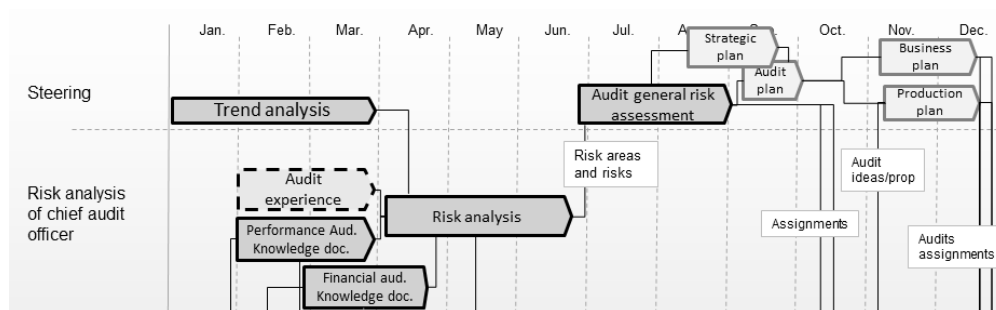 Jan. Feb. Mar. Apr. May Jun. Jul. A Oct. Nov. Dec.
Strategic
plan
Audit
plan
Business
plan
Production
plan
Steering
Trend analysis
Audit general risk
assessment
Risk areas
and risks
Audit
ideas/prop
Assignments
Audits
assignments
Risk analysis
of chief audit
officer
Audit
experience
Risk analysis
Performance Aud.
Knowledge doc.
Financial aud.
Knowledge doc.